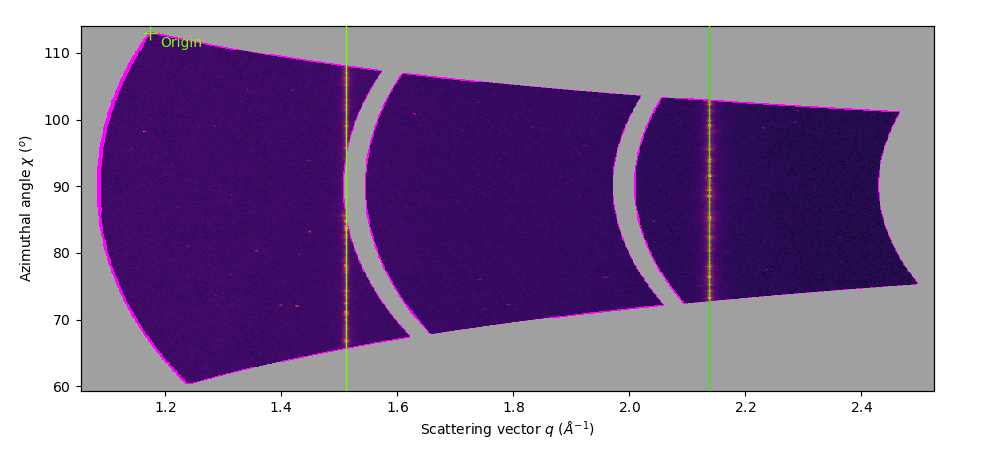 Origin
110
100
90
80
70
60
Azimuthal angle χ (°)
1.2 1.4 1.6 1.8 2.0 2.2 2.4
Scattering vector q (Å⁻¹)